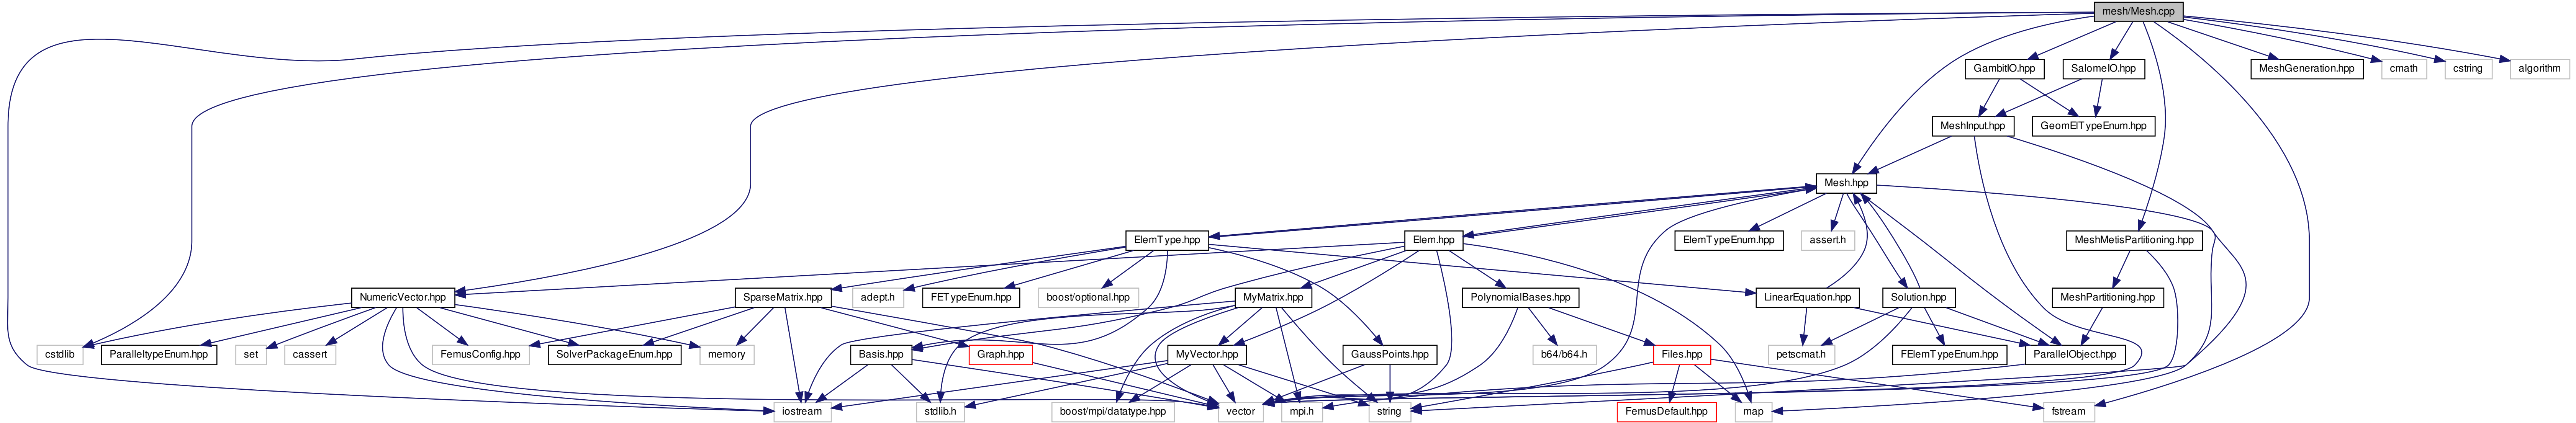 mesh/Mesh.cpp
GambitIO.hpp
SalomeIO.hpp
MeshGeneration.hpp
cmath
cstring
algorithm
MeshInput.hpp
GeomElTypeEnum.hpp
Mesh.hpp
ElemType.hpp
Elem.hpp
ElemTypeEnum.hpp
assert.h
MeshMetisPartitioning.hpp
NumericVector.hpp
SparseMatrix.hpp
adept.h
FETypeEnum.hpp
boost/optional.hpp
MyMatrix.hpp
PolynomialBases.hpp
LinearEquation.hpp
Solution.hpp
MeshPartitioning.hpp
cstdlib
ParalleltypeEnum.hpp
set
cassert
FemusConfig.hpp
SolverPackageEnum.hpp
memory
Basis.hpp
Graph.hpp
MyVector.hpp
GaussPoints.hpp
b64/b64.h
Files.hpp
petscmat.h
FElemTypeEnum.hpp
ParallelObject.hpp
iostream
stdlib.h
boost/mpi/datatype.hpp
vector
mpi.h
string
FemusDefault.hpp
map
fstream